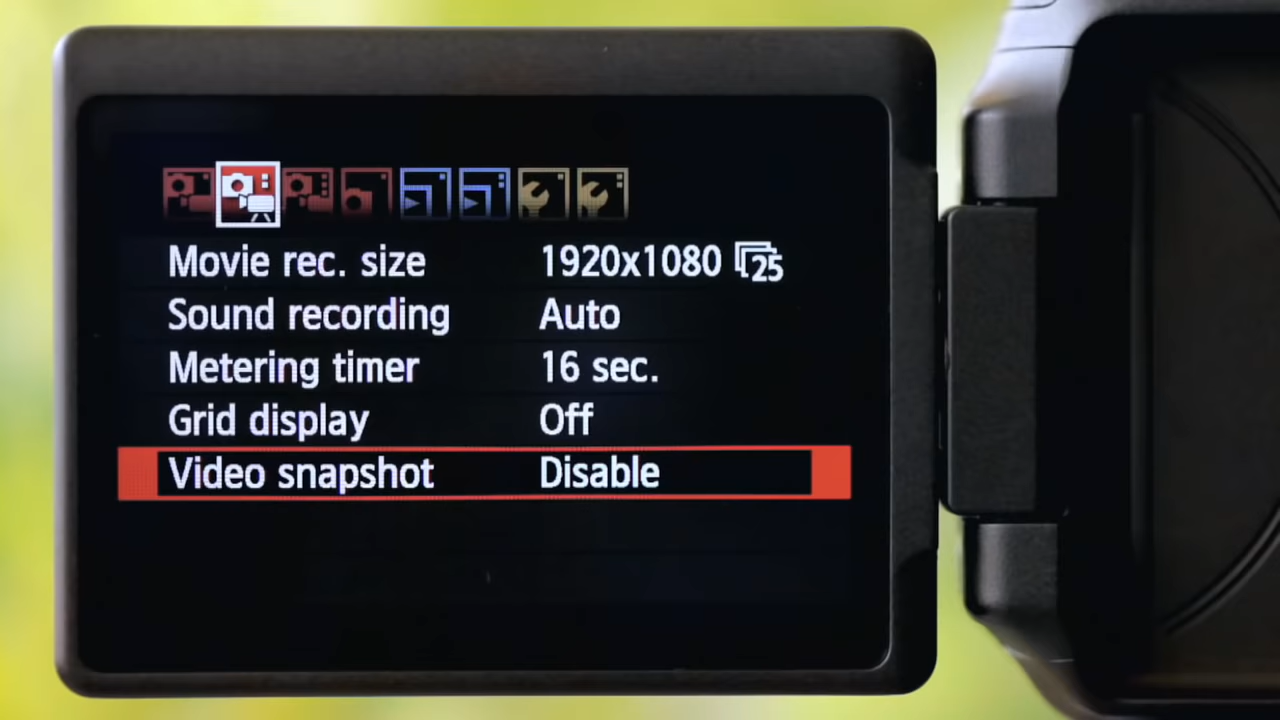 Movie rec. size 1920x1080 25
Sound recording Auto
Metering timer 16 sec.
Grid display Off
Video snapshot Disable